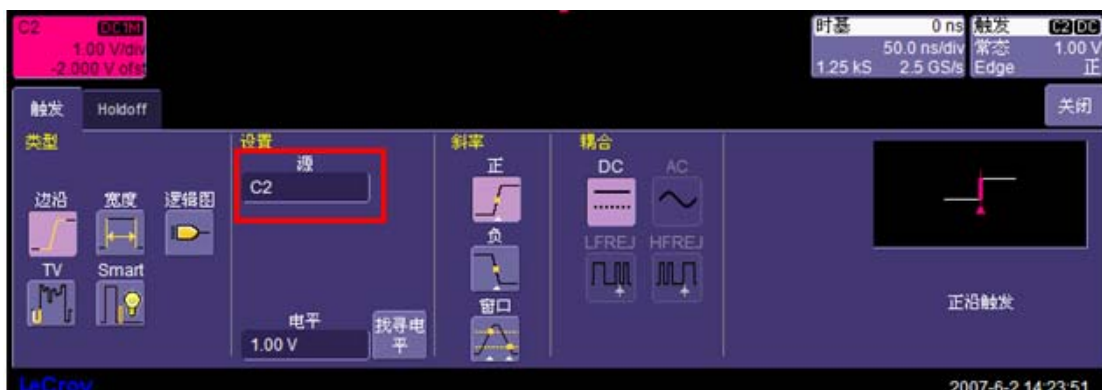 C2 DC1M
1.00 V/div
-2.000 V ofst
时基 0 ns
50.0 ns/div
1.25 kS 2.5 GS/s
触发 C2 DC
常态 1.00 V
Edge 正
触发 Holdoff
关闭
类型
边沿 宽度 逻辑图
TV Smart
设置
源
C2
电平
1.00 V
找寻电平
斜率
正
负
窗口
耦合
DC AC
LFREJ HFREJ
正沿触发
LeCroy
2007-6-2 14:23:51